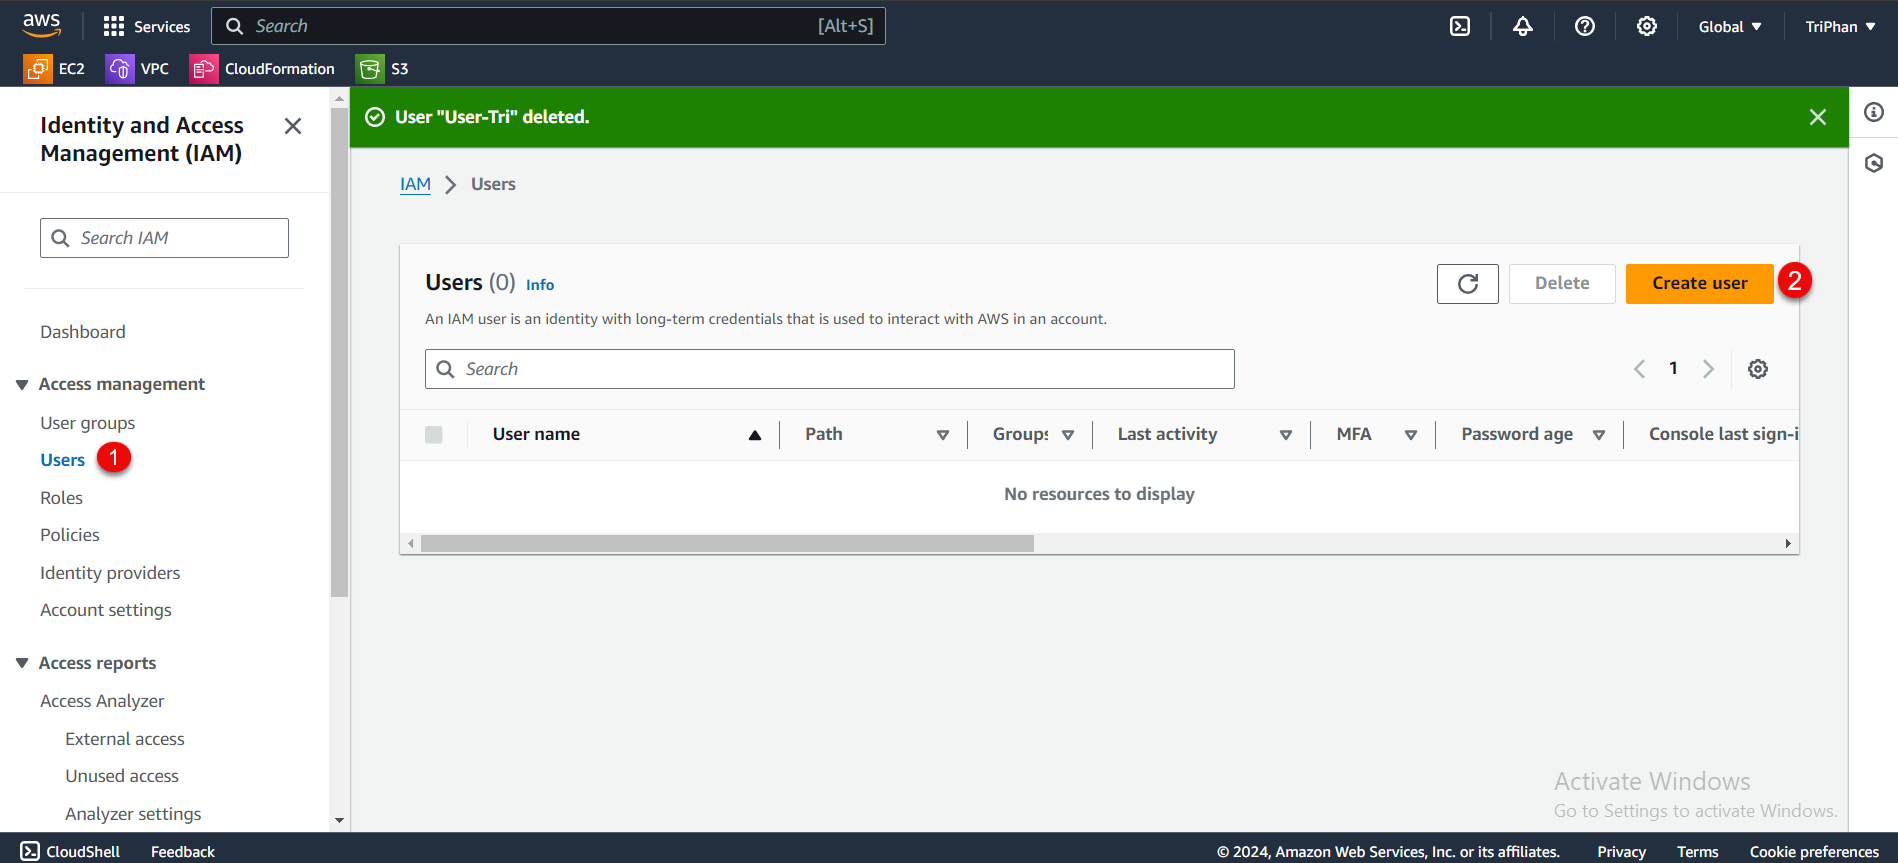 aws
Services
Search
[Alt+S]
Global
TriPhan
EC2
VPC
CloudFormation
S3
Identity and Access
Management (IAM)
Search IAM
Dashboard
Access management
User groups
Users
1
Roles
Policies
Identity providers
Account settings
Access reports
Access Analyzer
External access
Unused access
Analyzer settings
User "User-Tri" deleted.
IAM
Users
Users (0) Info
Delete
Create user
2
An IAM user is an identity with long-term credentials that is used to interact with AWS in an account.
Search
1
User name
Path
Groups
Last activity
MFA
Password age
Console last sign-i
No resources to display
Activate Windows
Go to Settings to activate Windows.
CloudShell
Feedback
© 2024, Amazon Web Services, Inc. or its affiliates.
Privacy
Terms
Cookie preferences